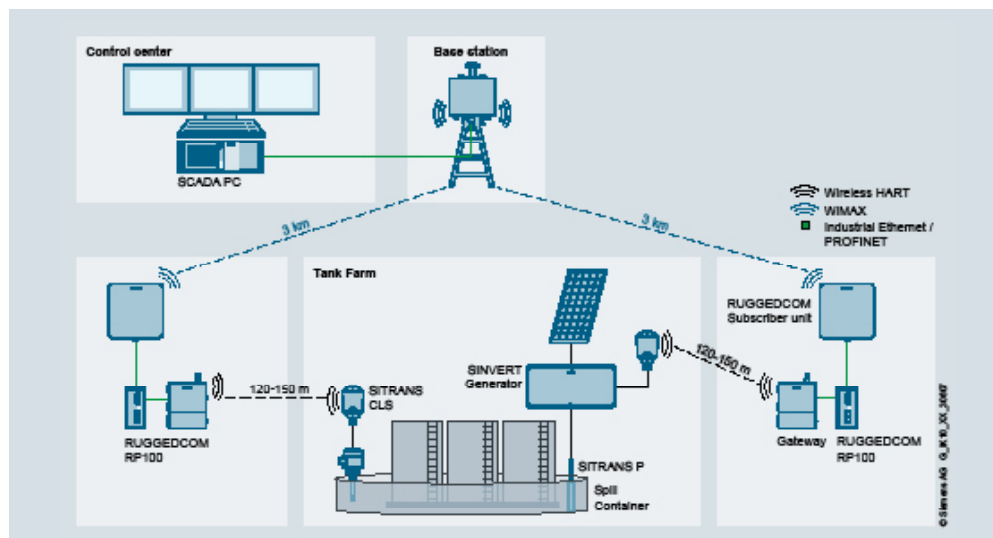 Control center
Base station
SCADA PC
Wireless HART
WiMAX
Industrial Ethernet /
PROFINET
3 km
3 km
Tank Farm
RUGGEDCOM
Subscriber unit
120-150 m
SINVERT
Generator
120-150 m
SITRANS
CLS
RUGGEDCOM
RP100
SITRANS P
Spill
Container
Gateway
RUGGEDCOM
RP100
© Siemens AG